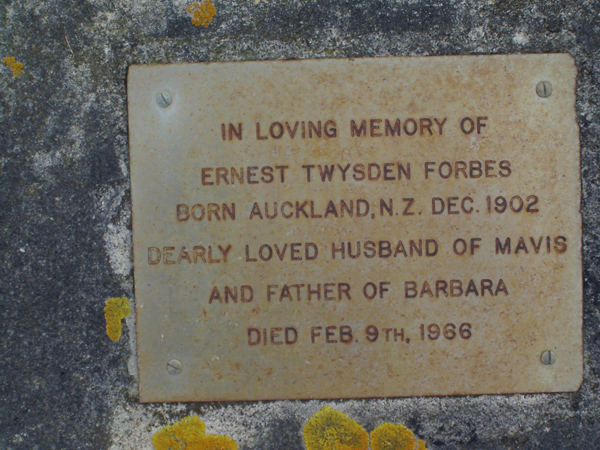 IN LOVING MEMORY OF
ERNEST TWYSDEN FORBES
BORN AUCKLAND, N.Z. DEC. 1902
DEARLY LOVED HUSBAND OF MAVIS
AND FATHER OF BARBARA
DIED FEB. 9TH, 1966